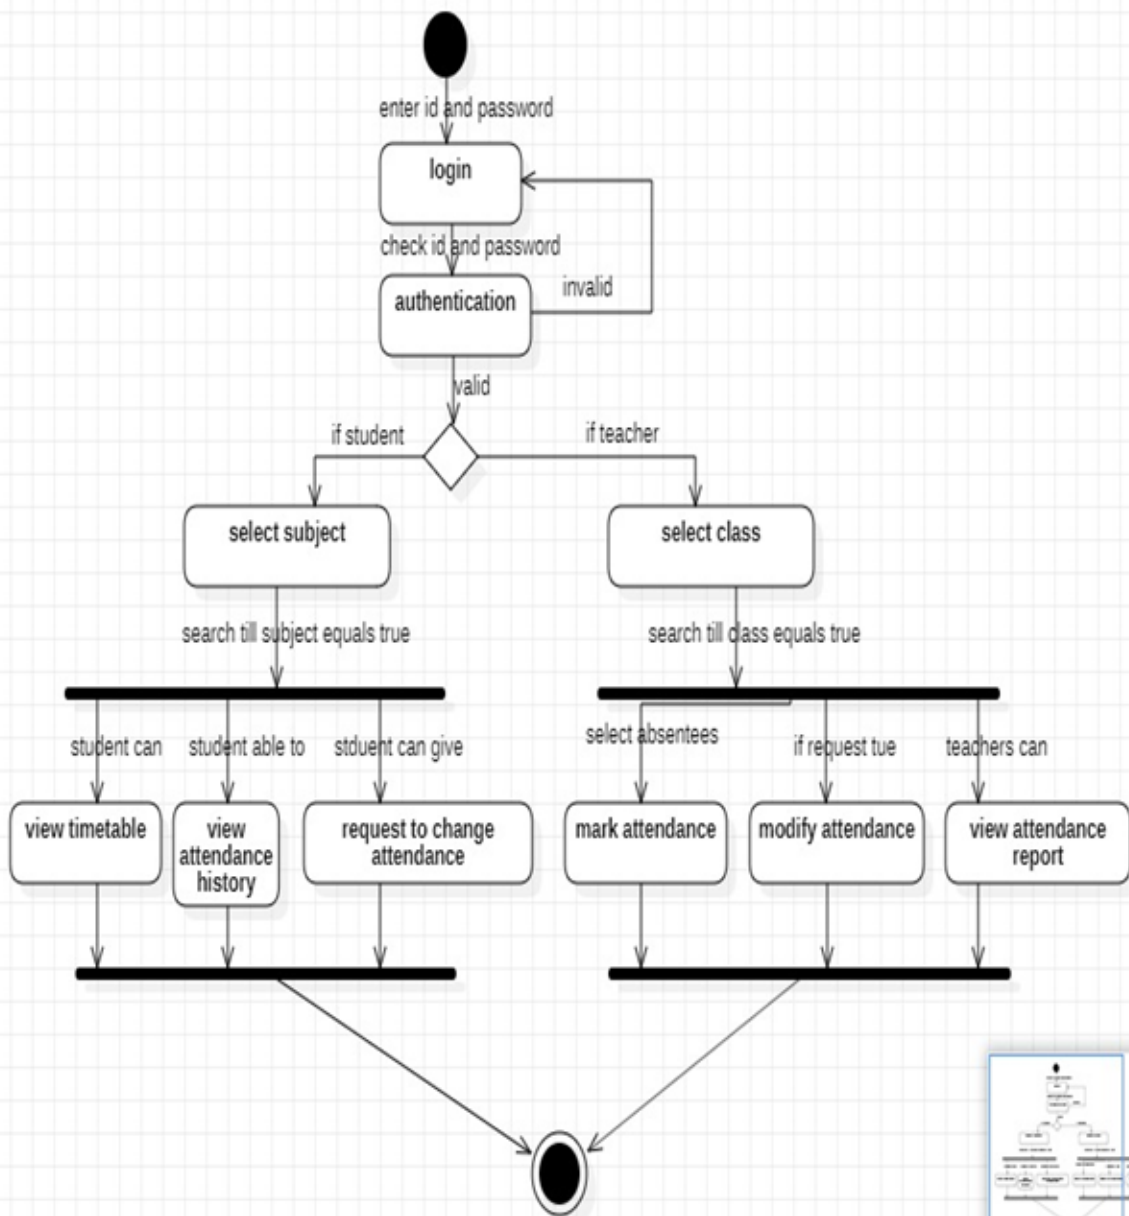 enter id and password
login
check id and password
authentication
invalid
valid
if student
if teacher
select subject
select class
search till subject equals true
search till class equals true
student can
student able to
stduent can give
select absentees
if request tue
teachers can
view timetable
view
attendance
history
request to change
attendance
mark attendance
modify attendance
view attendance
report